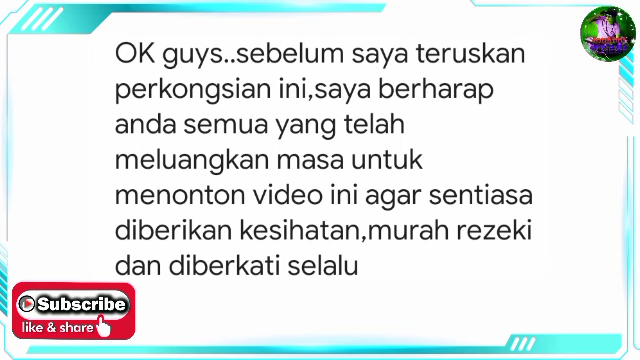 OK guys..sebelum saya teruskan
perkongsian ini,saya berharap
anda semua yang telah
meluangkan masa untuk
menonton video ini agar sentiasa
diberikan kesihatan,murah rezeki
dan diberkati selalu
Subscribe
like & share